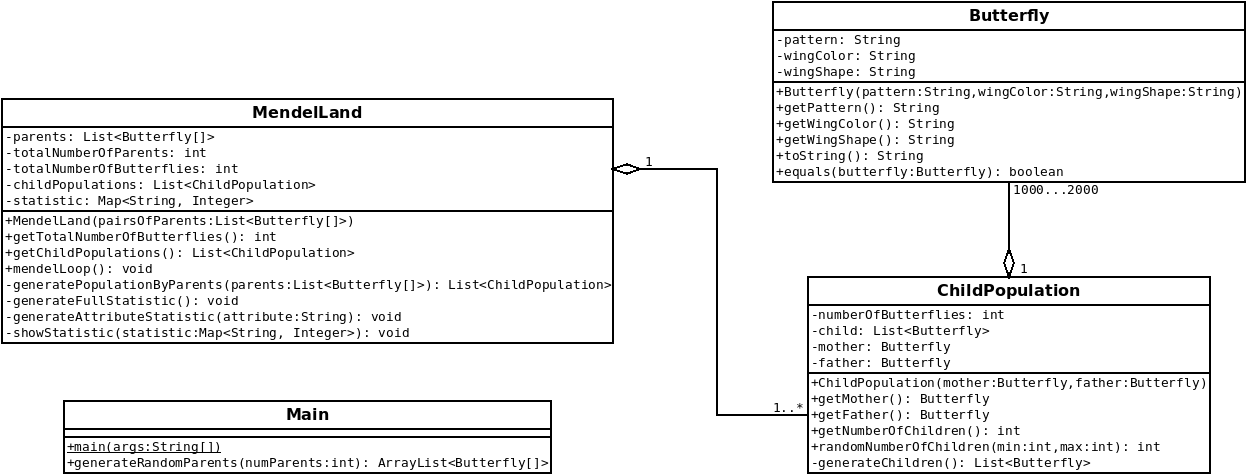 Butterfly
-pattern: String
-wingColor: String
-wingShape: String
+Butterfly(pattern:String,wingColor:String,wingShape:String)
+getPattern(): String
+getWingColor(): String
+getWingShape(): String
+toString(): String
+equals(butterfly:Butterfly): boolean
1000...2000
MendelLand
-parents: List<Butterfly[]>
-totalNumberOfParents: int
-totalNumberOfButterflies: int
-childPopulations: List<ChildPopulation>
-statistic: Map<String, Integer>
+MendelLand(pairsOfParents:List<Butterfly[]>)
+getTotalNumberOfButterflies(): int
+getChildPopulations(): List<ChildPopulation>
+mendelLoop(): void
-generatePopulationByParents(parents:List<Butterfly[]>): List<ChildPopulation>
-generateFullStatistic(): void
-generateAttributeStatistic(attribute:String): void
-showStatistic(statistic:Map<String, Integer>): void
1
1
ChildPopulation
-numberOfButterflies: int
-child: List<Butterfly>
-mother: Butterfly
-father: Butterfly
+ChildPopulation(mother:Butterfly,father:Butterfly)
+getMother(): Butterfly
+getFather(): Butterfly
+getNumberOfChildren(): int
+randomNumberOfChildren(min:int,max:int): int
-generateChildren(): List<Butterfly>
1..*
Main
+main(args:String[])
+generateRandomParents(numParents:int): ArrayList<Butterfly[]>